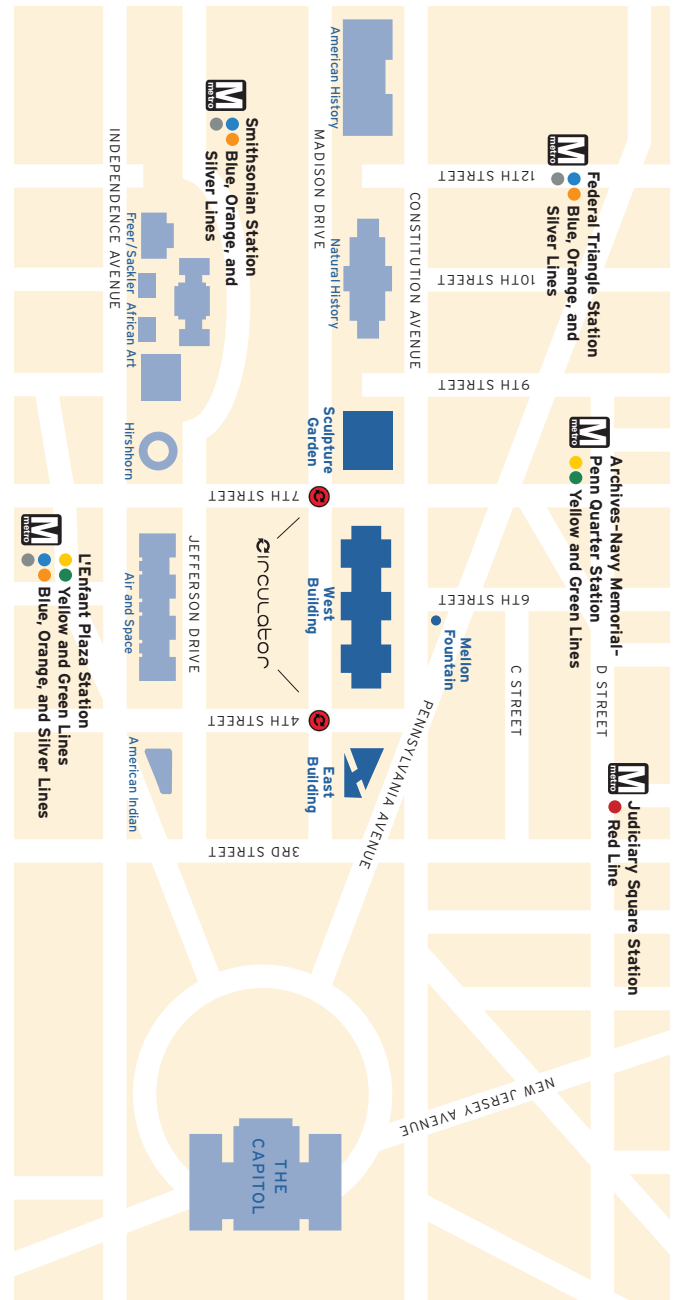 Federal Triangle Station
Blue, Orange, and
Silver Lines
M
metro
Archives–Navy Memorial–
Penn Quarter Station
Yellow and Green Lines
M
metro
Judiciary Square Station
Red Line
M
metro
D STREET
C STREET
12TH STREET
10TH STREET
9TH STREET
6TH STREET
NEW JERSEY AVENUE
Mellon
Fountain
PENNSYLVANIA AVENUE
CONSTITUTION AVENUE
American History
Natural History
Sculpture
Garden
West
Building
East
Building
MADISON DRIVE
C
C
Circulator
7TH STREET
4TH STREET
3RD STREET
THE
CAPITOL
Smithsonian Station
Blue, Orange, and
Silver Lines
M
metro
JEFFERSON DRIVE
Freer/Sackler
African Art
Hirshhorn
Air and Space
American Indian
INDEPENDENCE AVENUE
L'Enfant Plaza Station
Yellow and Green Lines
Blue, Orange, and Silver Lines
M
metro